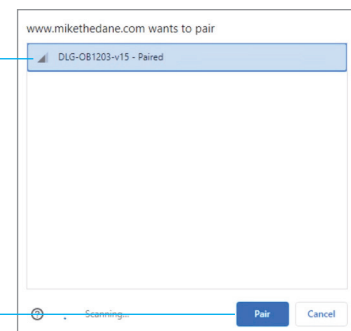 www.mikethedane.com wants to pair
DLG-OB1203-v15 - Paired
Scanning...
Pair
Cancel